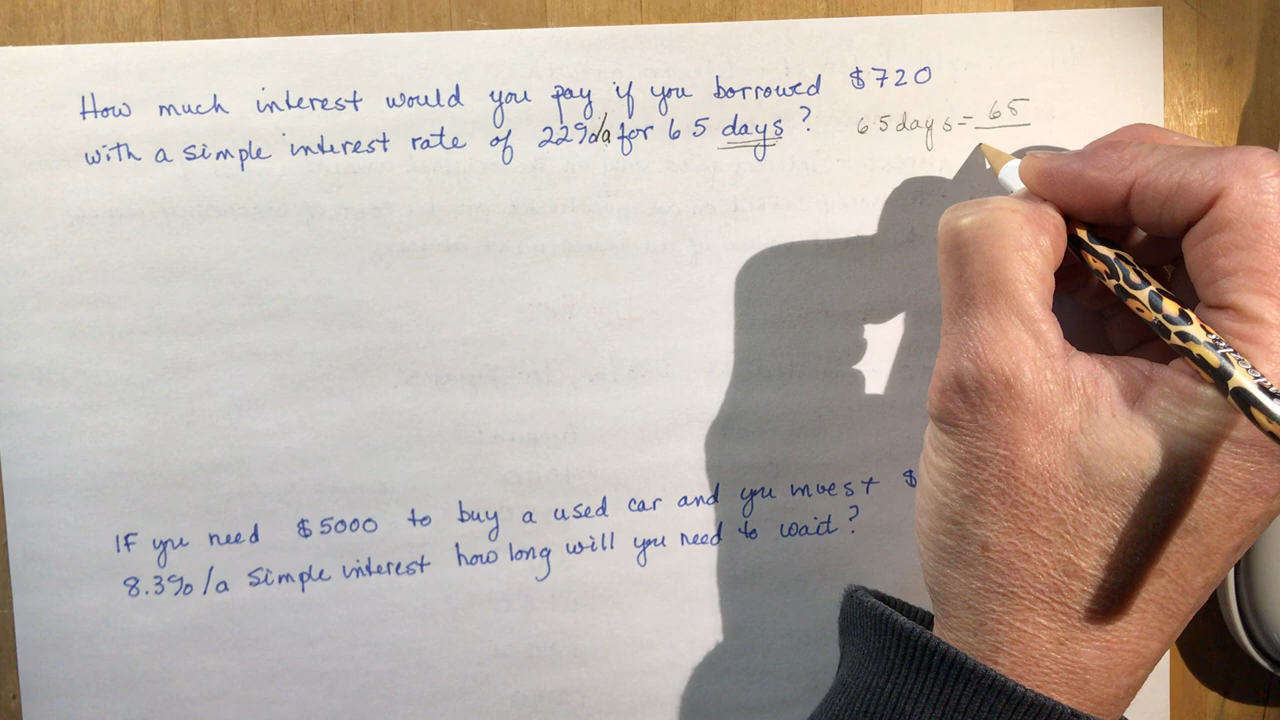 How much interest would you pay if you borrowed $720
with a simple interest rate of 22%/a for 65 days?
65days = 65
If you need $5000 to buy a used car and you invest $
8.3%/a simple interest how long will you need to wait?